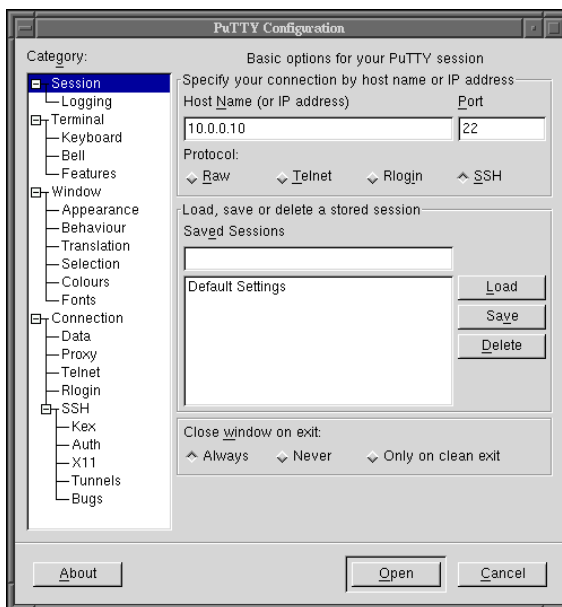 PuTTY Configuration
Category:
Session
Logging
Terminal
Keyboard
Bell
Features
Window
Appearance
Behaviour
Translation
Selection
Colours
Fonts
Connection
Data
Proxy
Telnet
Rlogin
SSH
Kex
Auth
X11
Tunnels
Bugs
Basic options for your PuTTY session
Specify your connection by host name or IP address
Host Name (or IP address) Port
10.0.0.10 22
Protocol:
Raw Telnet Rlogin SSH
Load, save or delete a stored session
Saved Sessions
Default Settings
Load
Save
Delete
Close window on exit:
Always Never Only on clean exit
About Open Cancel